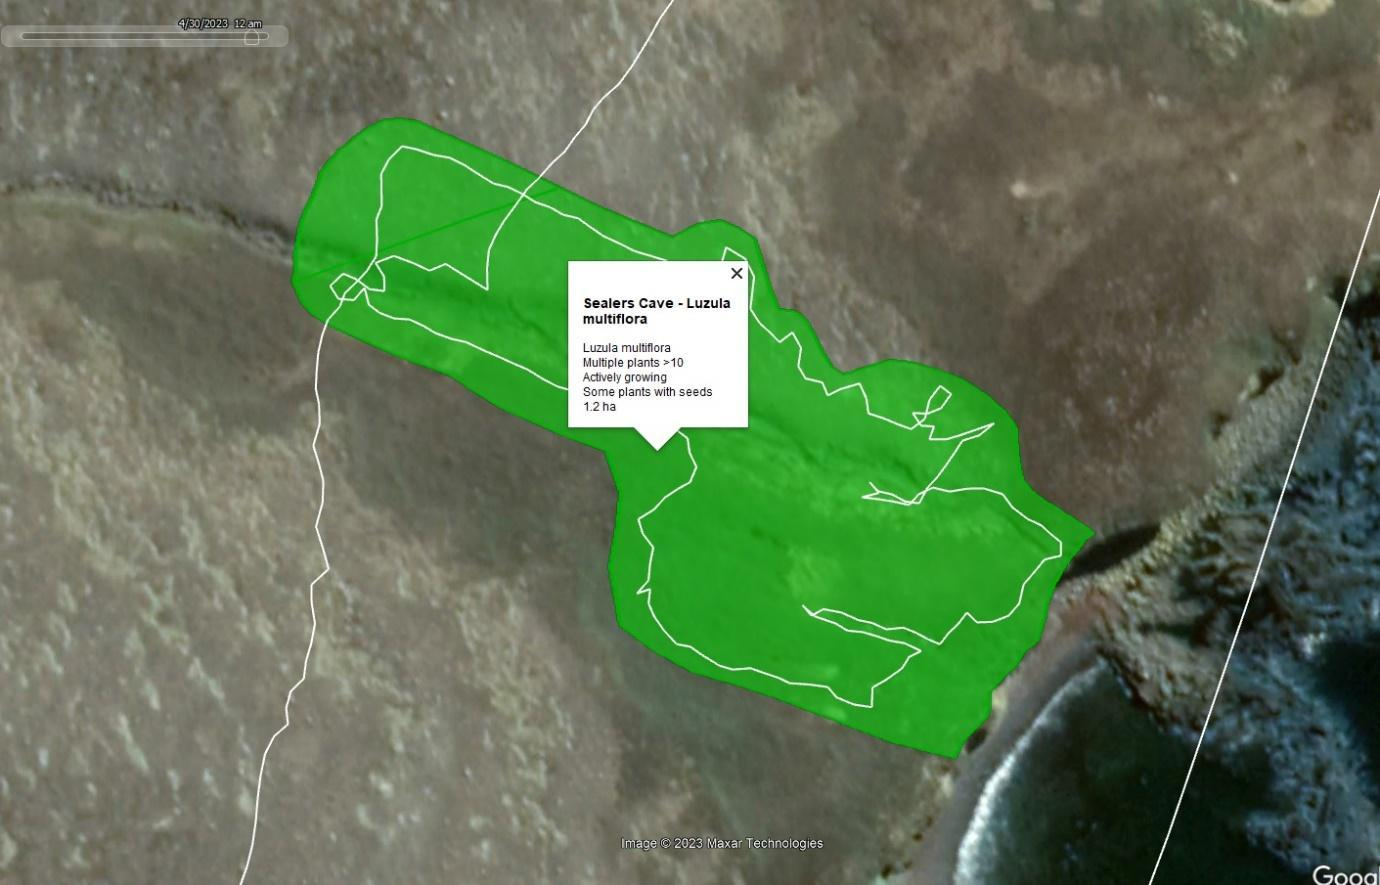 4/30/2023 12 am
Sealers Cave - Luzula
multiflora
Luzula multiflora
Multiple plants >10
Actively growing
Some plants with seeds
1.2 ha
Image © 2023 Maxar Technologies
Googl